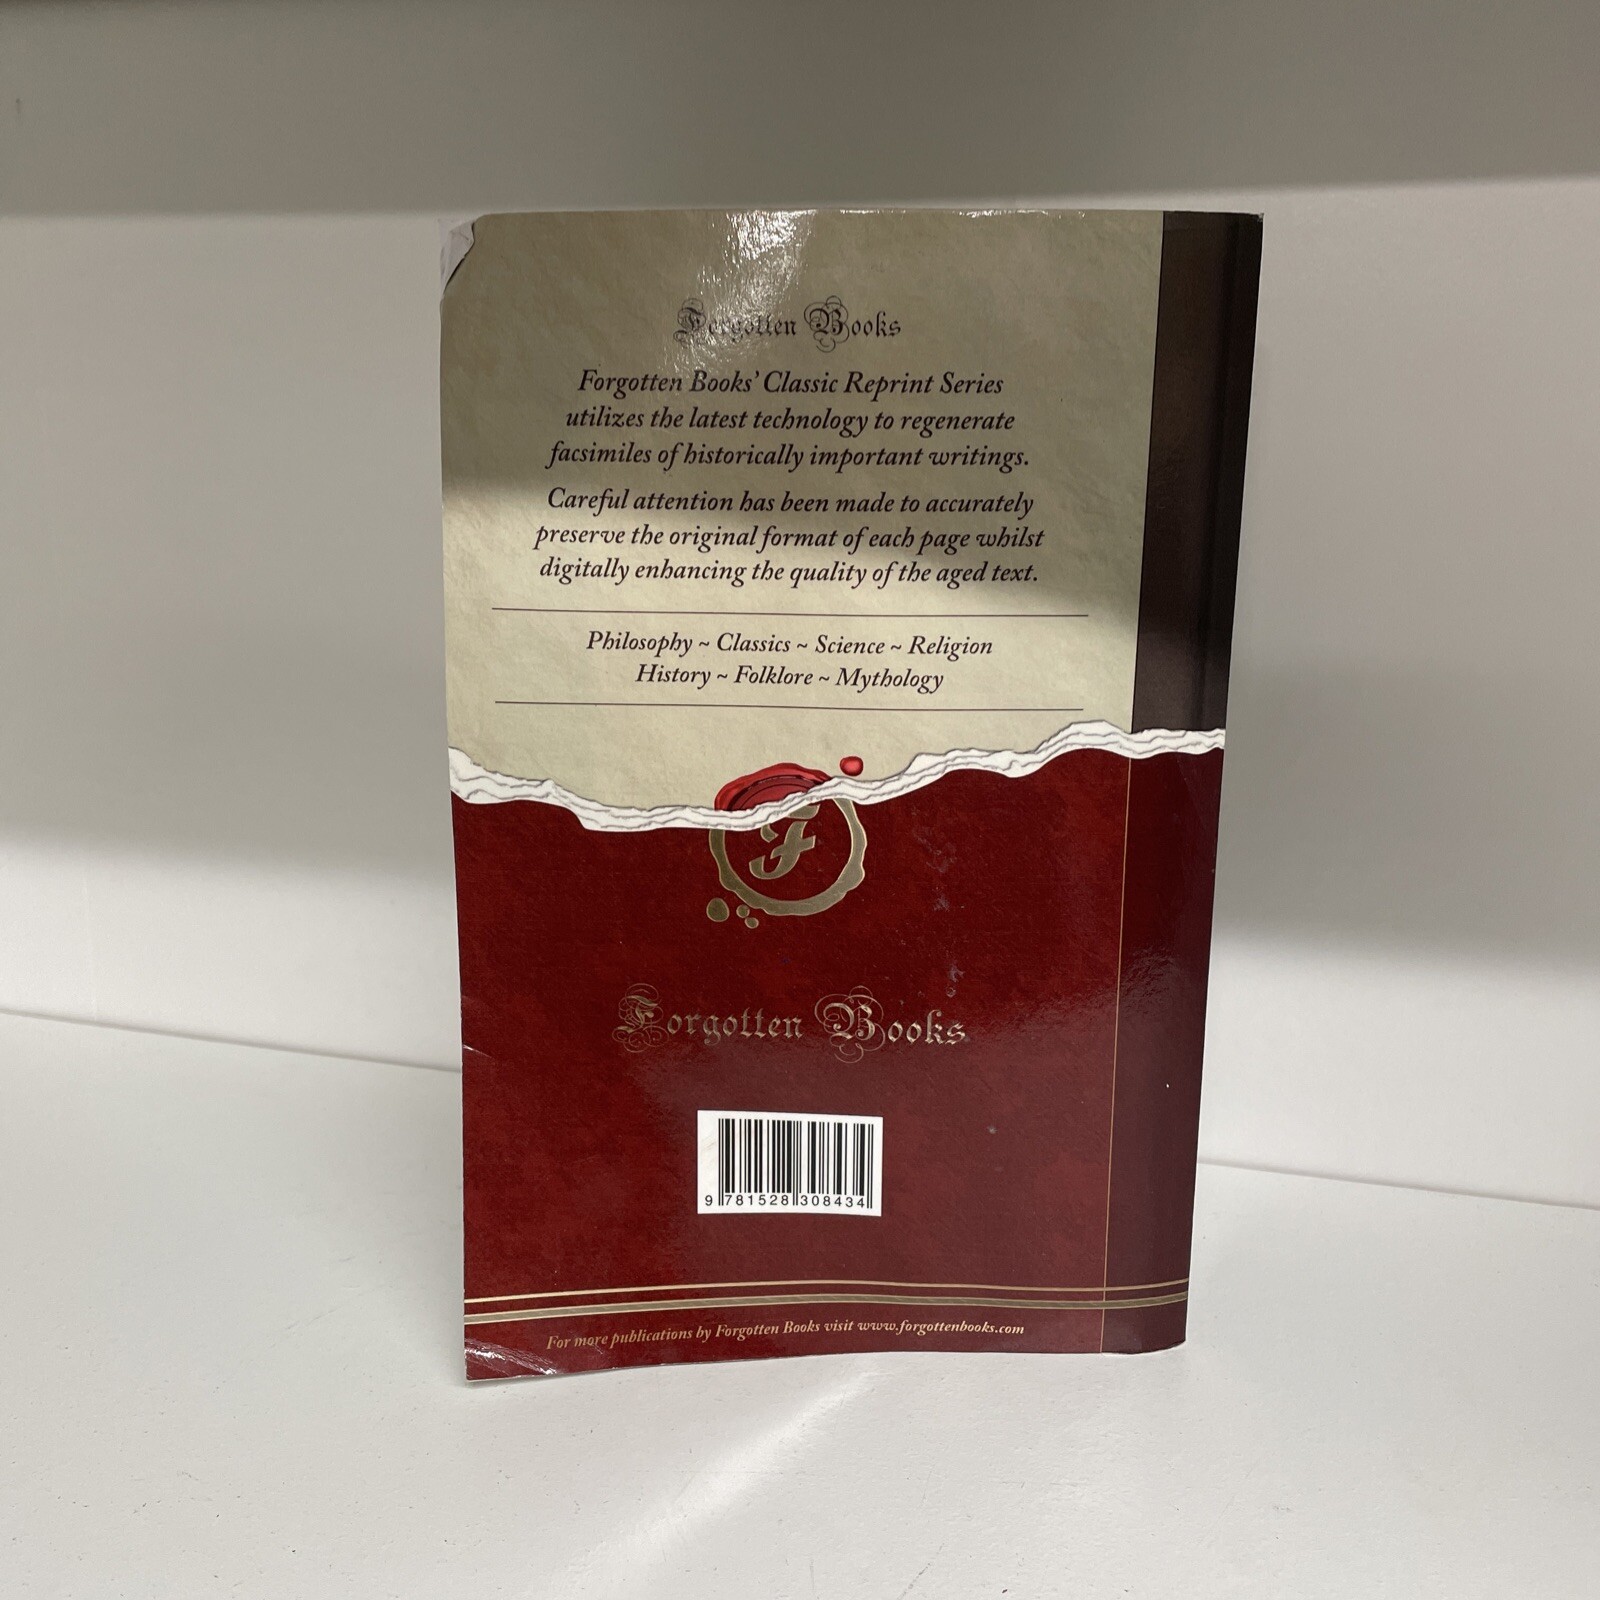 Forgotten Books
Forgotten Books' Classic Reprint Series
utilizes the latest technology to regenerate
facsimiles of historically important writings.
Careful attention has been made to accurately
preserve the original format of each page whilst
digitally enhancing the quality of the aged text.
Philosophy ~ Classics ~ Science ~ Religion
History ~ Folklore ~ Mythology
F
Forgotten Books
9 781528 308434
For more publications by Forgotten Books visit www.forgottenbooks.com